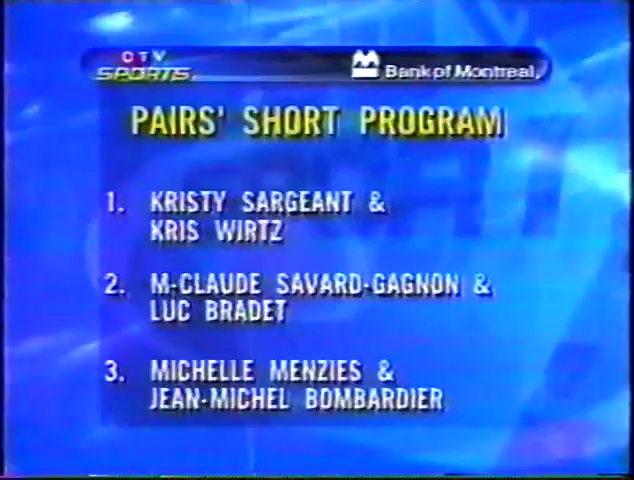 CTV
SPORTS
Bank of Montreal
PAIRS' SHORT PROGRAM
1. KRISTY SARGEANT &
KRIS WIRTZ
2. M-CLAUDE SAVARD-GAGNON &
LUC BRADET
3. MICHELLE MENZIES &
JEAN-MICHEL BOMBARDIER